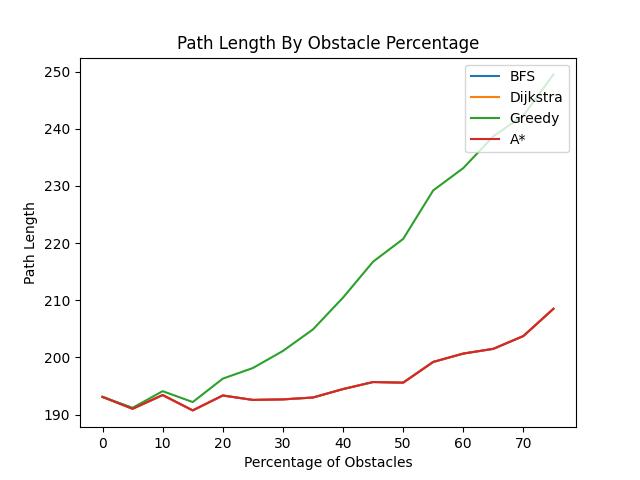 Path Length By Obstacle Percentage
250
240
230
220
210
200
190
Path Length
BFS
Dijkstra
Greedy
A*
0 10 20 30 40 50 60 70
Percentage of Obstacles